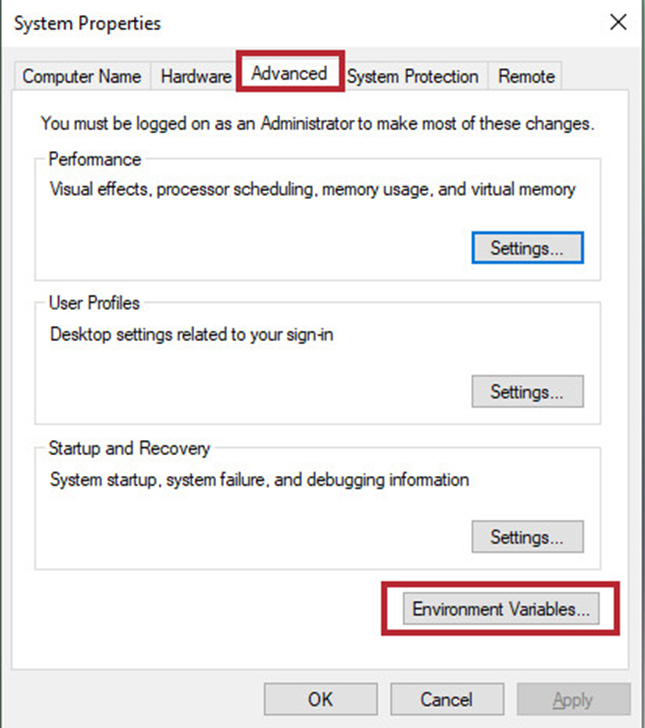 System Properties
Computer Name Hardware Advanced System Protection Remote
You must be logged on as an Administrator to make most of these changes.
Performance
Visual effects, processor scheduling, memory usage, and virtual memory
Settings...
User Profiles
Desktop settings related to your sign-in
Settings...
Startup and Recovery
System startup, system failure, and debugging information
Settings...
Environment Variables...
OK Cancel Apply